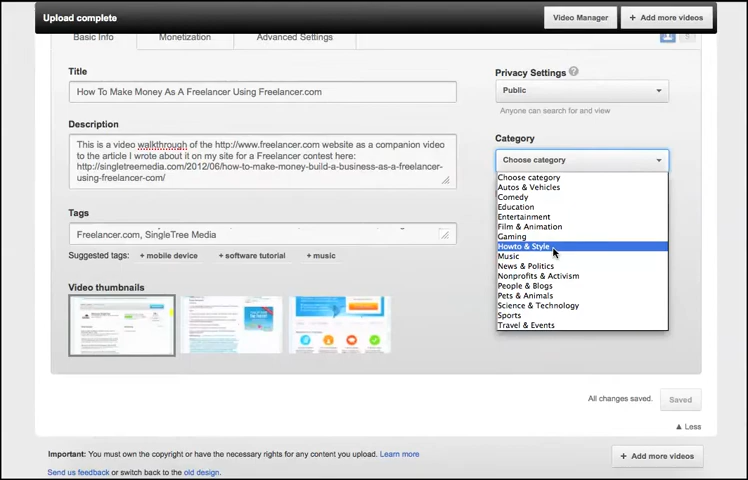 Upload complete
Video Manager
+ Add more videos
Basic Info
Monetization
Advanced Settings
Title
How To Make Money As A Freelancer Using Freelancer.com
Description
This is a video walkthrough of the http://www.freelancer.com website as a companion video
to the article I wrote about it on my site for a Freelancer contest here:
http://singletreemedia.com/2012/06/how-to-make-money-build-a-business-as-a-freelancer-
using-freelancer-com/
Tags
Freelancer.com, SingleTree Media
Suggested tags: + mobile device + software tutorial + music
Video thumbnails
Privacy Settings ?
Public
Anyone can search for and view
Category
Choose category
Choose category
Autos & Vehicles
Comedy
Education
Entertainment
Film & Animation
Gaming
Howto & Style
Music
News & Politics
Nonprofits & Activism
People & Blogs
Pets & Animals
Science & Technology
Sports
Travel & Events
All changes saved.
Saved
Less
Important: You must own the copyright or have the necessary rights for any content you upload. Learn more
+ Add more videos
Send us feedback or switch back to the old design.